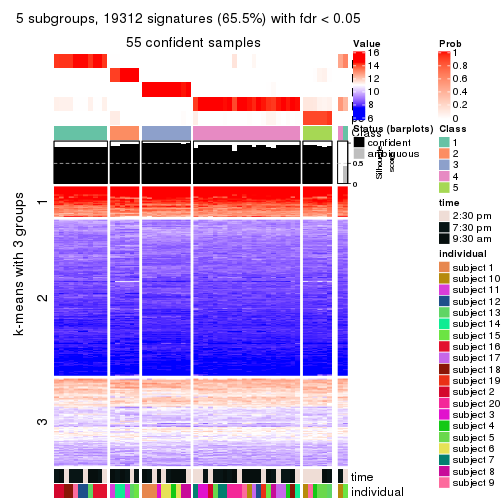 5 subgroups, 19312 signatures (65.5%) with fdr < 0.05
55 confident samples
k-means with 3 groups
1
2
3
time
individual
Value
16
14
12
10
8
6
Class
Status (barplots)
confident
ambiguous
0.5
0
Silhouette
score
Prob
1
0.8
0.6
0.4
0.2
0
Class
1
2
3
4
5
time
2:30 pm
7:30 pm
9:30 am
individual
subject 1
subject 10
subject 11
subject 12
subject 13
subject 14
subject 15
subject 16
subject 17
subject 18
subject 19
subject 2
subject 20
subject 3
subject 4
subject 5
subject 6
subject 7
subject 8
subject 9